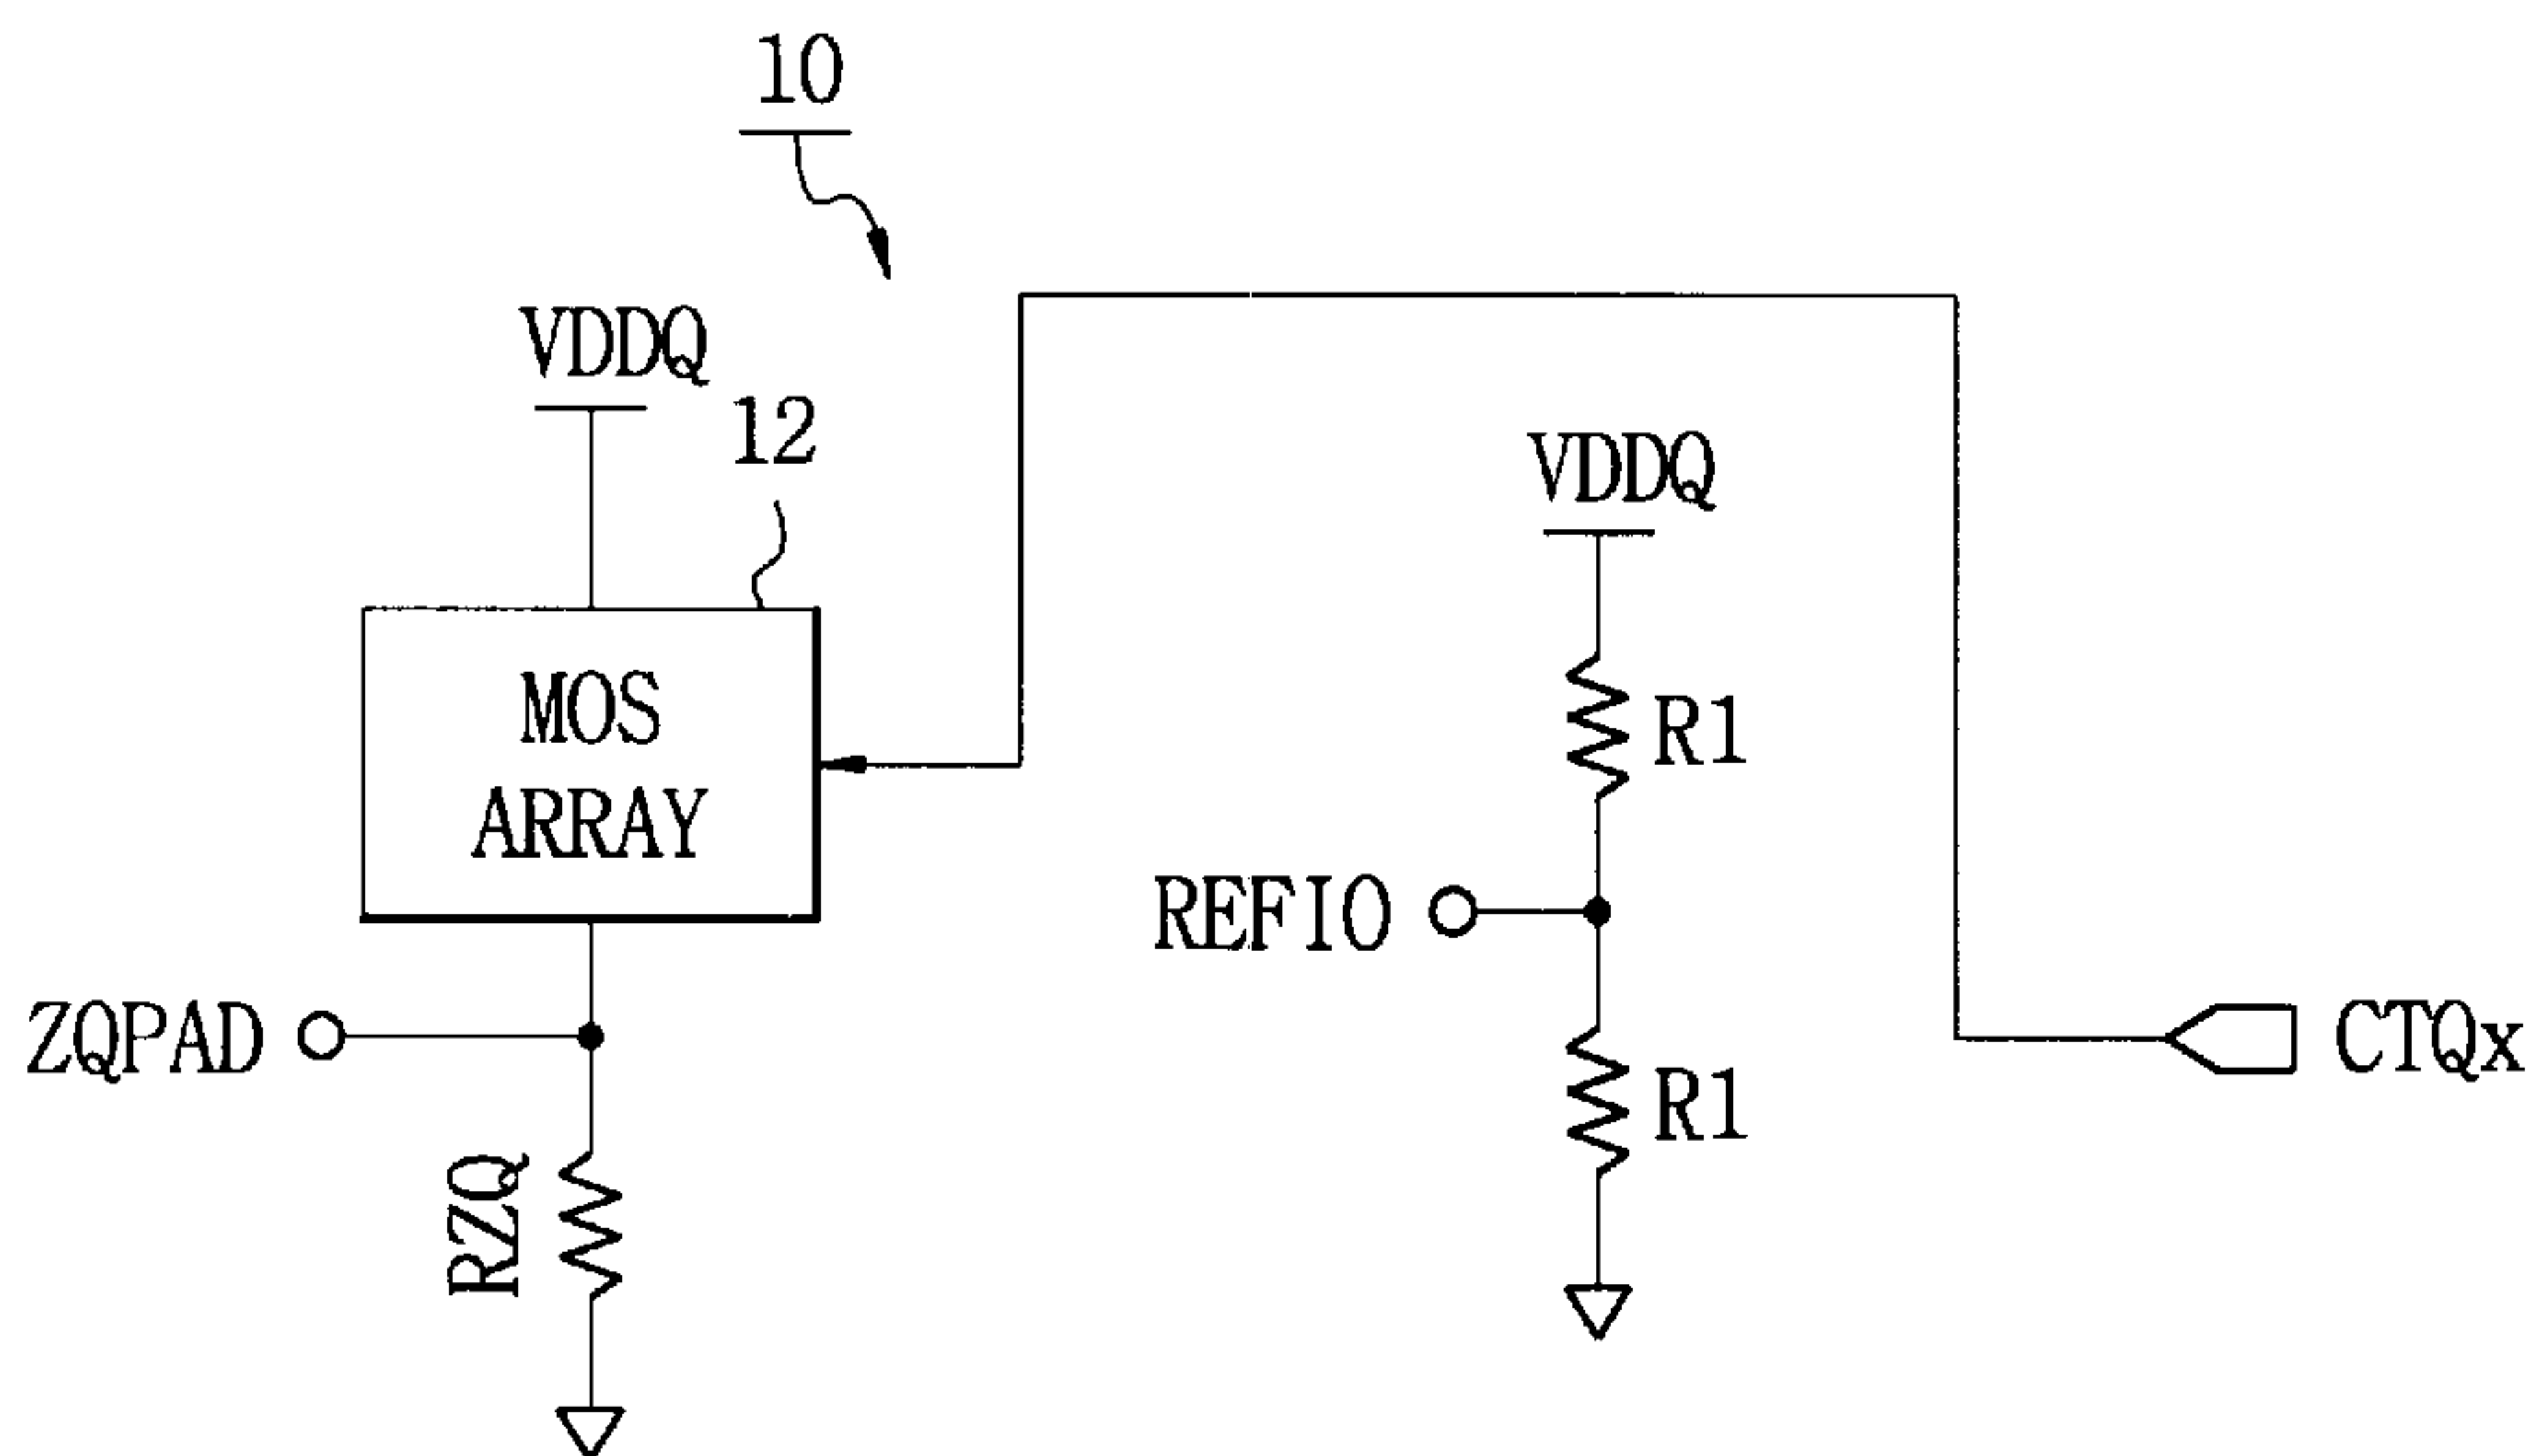 10
VDDQ
12
VDDQ
MOS
ARRAY
R1
REFIO
ZQPAD
CTQx
R1
RZQ